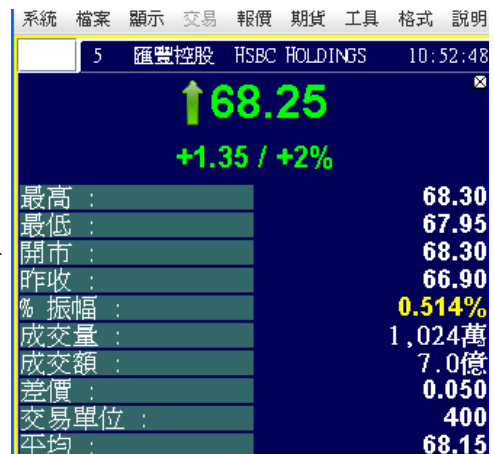 系統 檔案 顯示 交易 報價 期貨 工具 格式 說明
5 匯豐控股 HSBC HOLDINGS 10:52:48
68.25
+1.35 / +2%
最高 : 68.30
最低 : 67.95
開市 : 68.30
昨收 : 66.90
% 振幅 : 0.514%
成交量 : 1,024萬
成交額 : 7.0億
差價 : 0.050
交易單位 : 400
平均 : 68.15